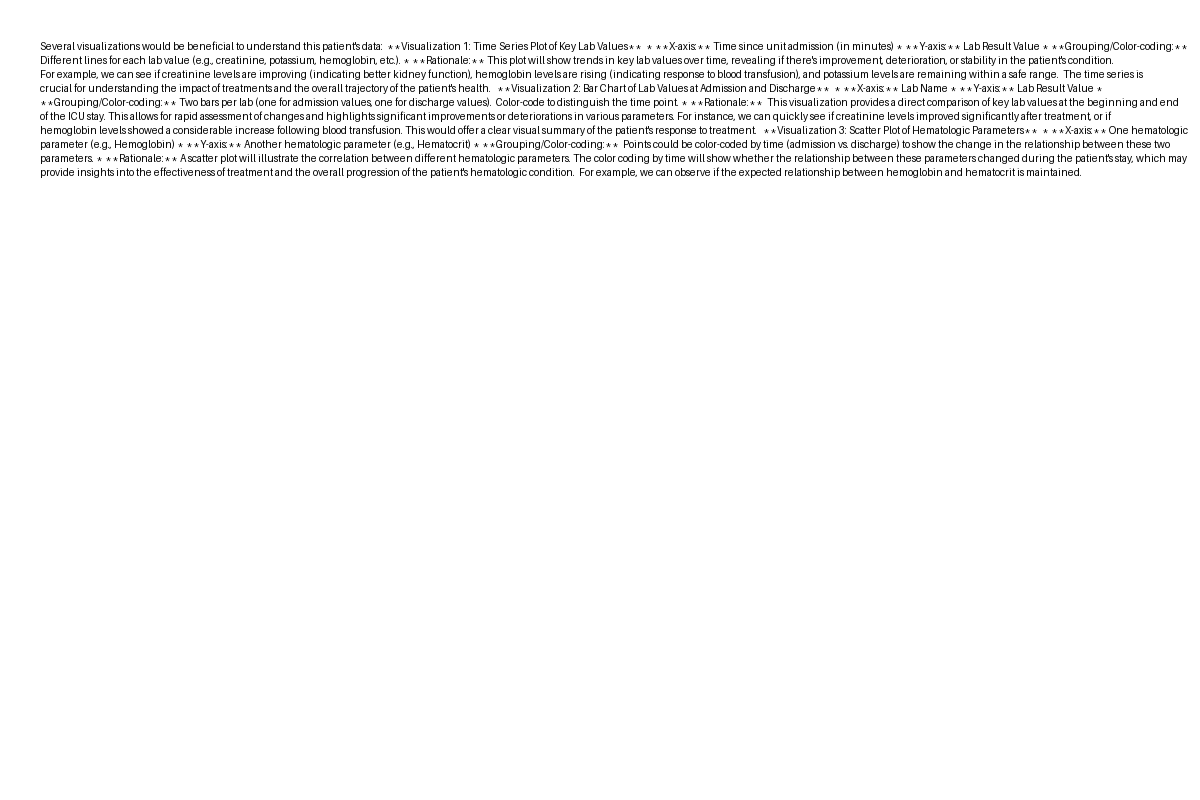 Several visualizations would be beneficial to understand this patient's data:  **Visualization 1: Time Series Plot of Key Lab Values**  * **X-axis:** Time since unit admission (in minutes) * **Y-axis:** Lab Result Value * **Grouping/Color-coding:**
Different lines for each lab value (e.g., creatinine, potassium, hemoglobin, etc.). * **Rationale:** This plot will show trends in key lab values over time, revealing if there's improvement, deterioration, or stability in the patient's condition.
For example, we can see if creatinine levels are improving (indicating better kidney function), hemoglobin levels are rising (indicating response to blood transfusion), and potassium levels are remaining within a safe range.  The time series is
crucial for understanding the impact of treatments and the overall trajectory of the patient's health.   **Visualization 2: Bar Chart of Lab Values at Admission and Discharge**  * **X-axis:** Lab Name * **Y-axis:** Lab Result Value *
**Grouping/Color-coding:** Two bars per lab (one for admission values, one for discharge values).  Color-code to distinguish the time point. * **Rationale:**  This visualization provides a direct comparison of key lab values at the beginning and end
of the ICU stay. This allows for rapid assessment of changes and highlights significant improvements or deteriorations in various parameters. For instance, we can quickly see if creatinine levels improved significantly after treatment, or if
hemoglobin levels showed a considerable increase following blood transfusion. This would offer a clear visual summary of the patient's response to treatment.   **Visualization 3: Scatter Plot of Hematologic Parameters**  * **X-axis:** One hematologic
parameter (e.g., Hemoglobin) * **Y-axis:** Another hematologic parameter (e.g., Hematocrit) * **Grouping/Color-coding:**  Points could be color-coded by time (admission vs. discharge) to show the change in the relationship between these two
parameters. * **Rationale:** A scatter plot will illustrate the correlation between different hematologic parameters. The color coding by time will show whether the relationship between these parameters changed during the patient's stay, which may
provide insights into the effectiveness of treatment and the overall progression of the patient's hematologic condition.  For example, we can observe if the expected relationship between hemoglobin and hematocrit is maintained.